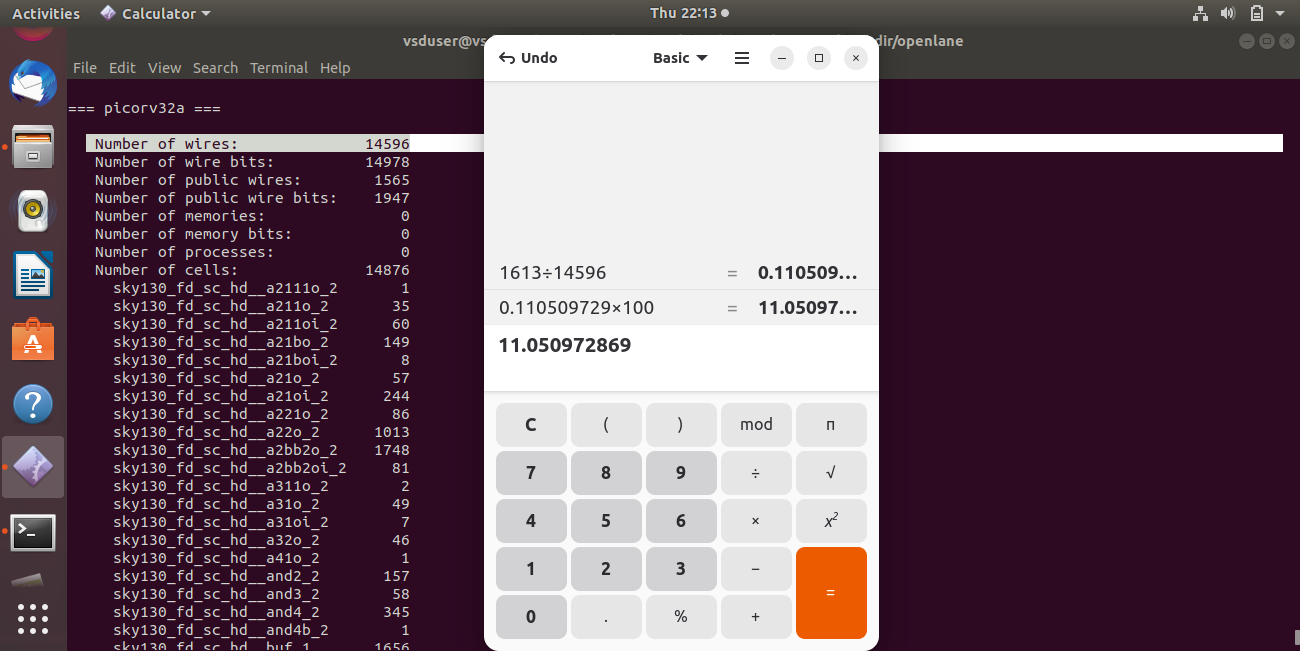 Activities Calculator Thu 22:13
vsduser@vs dir/openlane
File Edit View Search Terminal Help
=== picorv32a ===
Number of wires: 14596
Number of wire bits: 14978
Number of public wires: 1565
Number of public wire bits: 1947
Number of memories: 0
Number of memory bits: 0
Number of processes: 0
Number of cells: 14876
sky130_fd_sc_hd__a2111o_2 1
sky130_fd_sc_hd__a211o_2 35
sky130_fd_sc_hd__a211oi_2 60
sky130_fd_sc_hd__a21bo_2 149
sky130_fd_sc_hd__a21boi_2 8
sky130_fd_sc_hd__a21o_2 57
sky130_fd_sc_hd__a21oi_2 244
sky130_fd_sc_hd__a221o_2 86
sky130_fd_sc_hd__a22o_2 1013
sky130_fd_sc_hd__a2bb2o_2 1748
sky130_fd_sc_hd__a2bb2oi_2 81
sky130_fd_sc_hd__a311o_2 2
sky130_fd_sc_hd__a31o_2 49
sky130_fd_sc_hd__a31oi_2 7
sky130_fd_sc_hd__a32o_2 46
sky130_fd_sc_hd__a41o_2 1
sky130_fd_sc_hd__and2_2 157
sky130_fd_sc_hd__and3_2 58
sky130_fd_sc_hd__and4_2 345
sky130_fd_sc_hd__and4b_2 1
sky130_fd_sc_hd__buf_1 1656
Undo Basic
1613÷14596 = 0.110509…
0.110509729×100 = 11.05097…
11.050972869
C ( ) mod π
7 8 9 ÷ √
4 5 6 × x²
1 2 3 − =
0 . % +